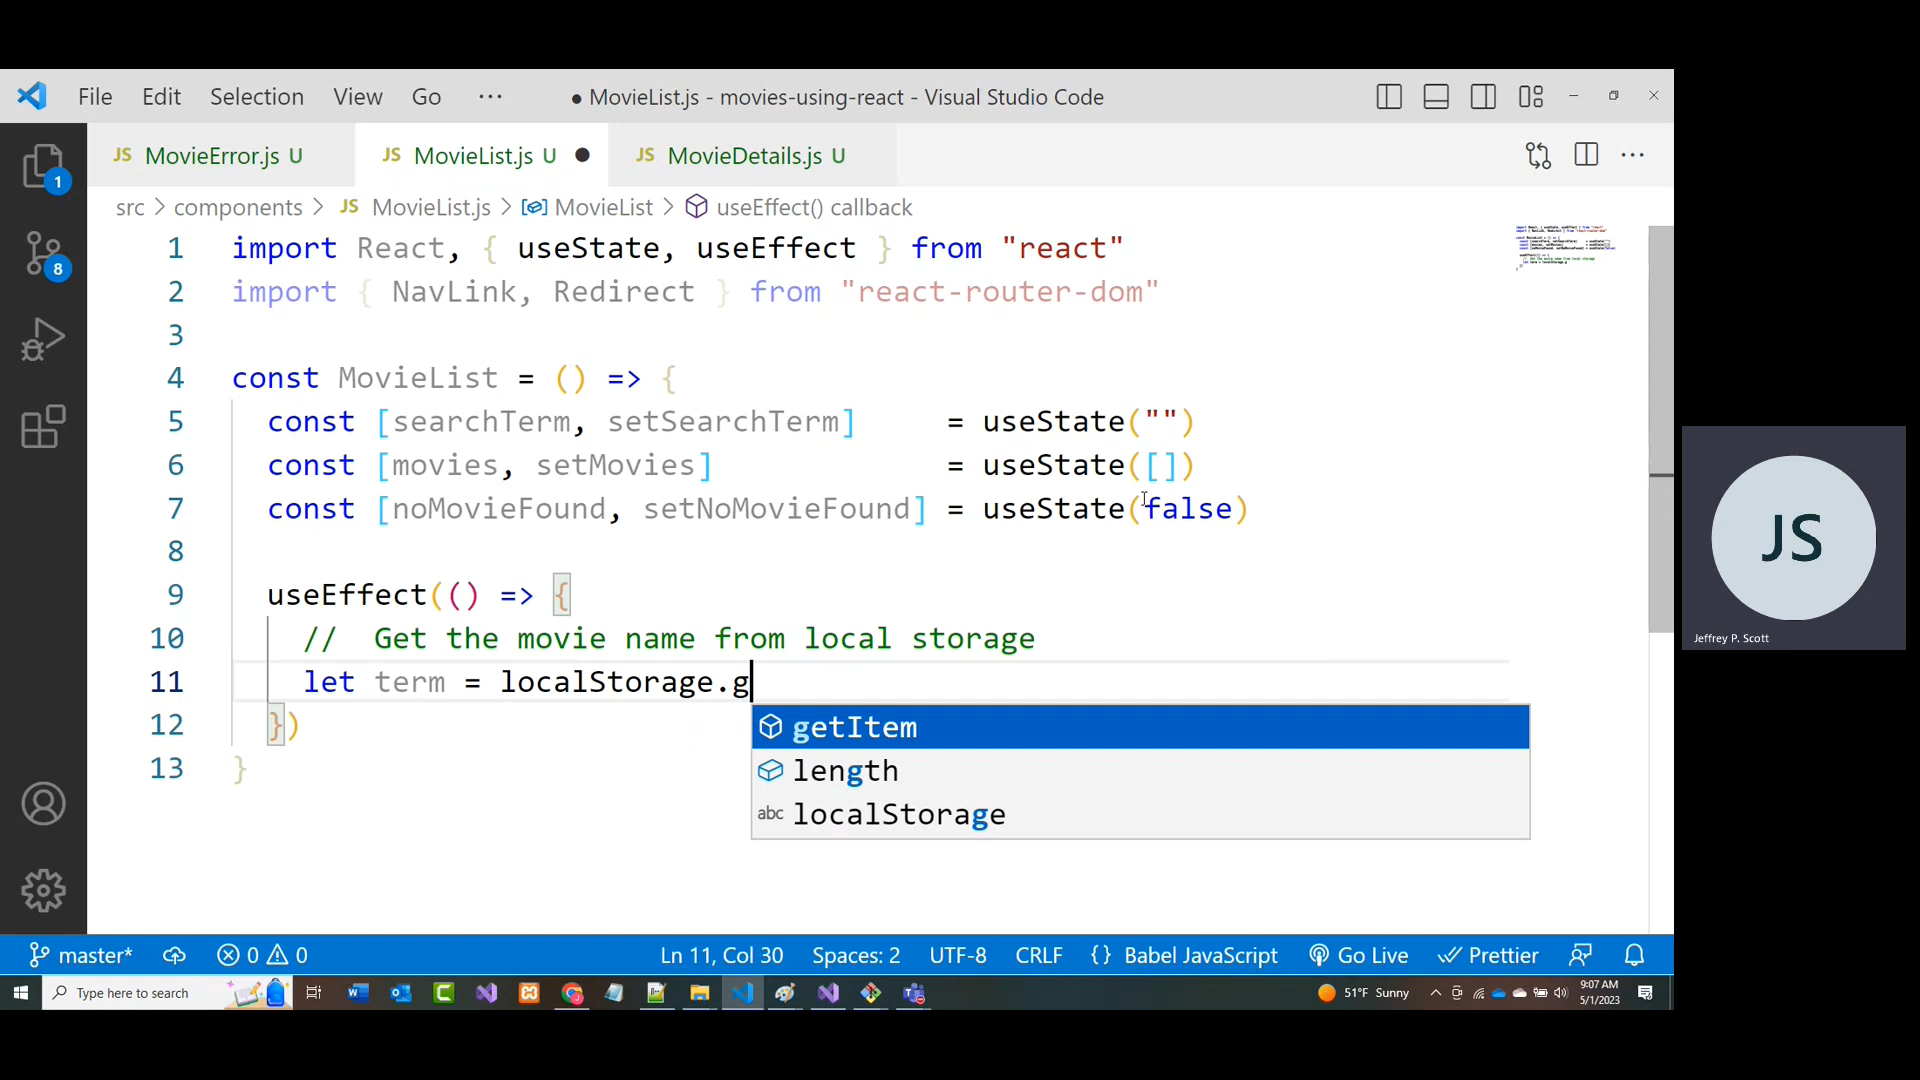 File Edit Selection View Go ··· ● MovieList.js - movies-using-react - Visual Studio Code
JS MovieError.js U JS MovieList.js U ● JS MovieDetails.js U
src > components > JS MovieList.js > MovieList > useEffect() callback
1 import React, { useState, useEffect } from "react"
2 import { NavLink, Redirect } from "react-router-dom"
3
4 const MovieList = () => {
5 const [searchTerm, setSearchTerm] = useState("")
6 const [movies, setMovies] = useState([])
7 const [noMovieFound, setNoMovieFound] = useState(false)
8
9 useEffect(() => {
10 // Get the movie name from local storage
11 let term = localStorage.g
12 })
13 }
getItem
length
abc localStorage
1
8
JS
Jeffrey P. Scott
master* 0 0 Ln 11, Col 30 Spaces: 2 UTF-8 CRLF {} Babel JavaScript Go Live Prettier
Type here to search 51°F Sunny 9:07 AM
5/1/2023